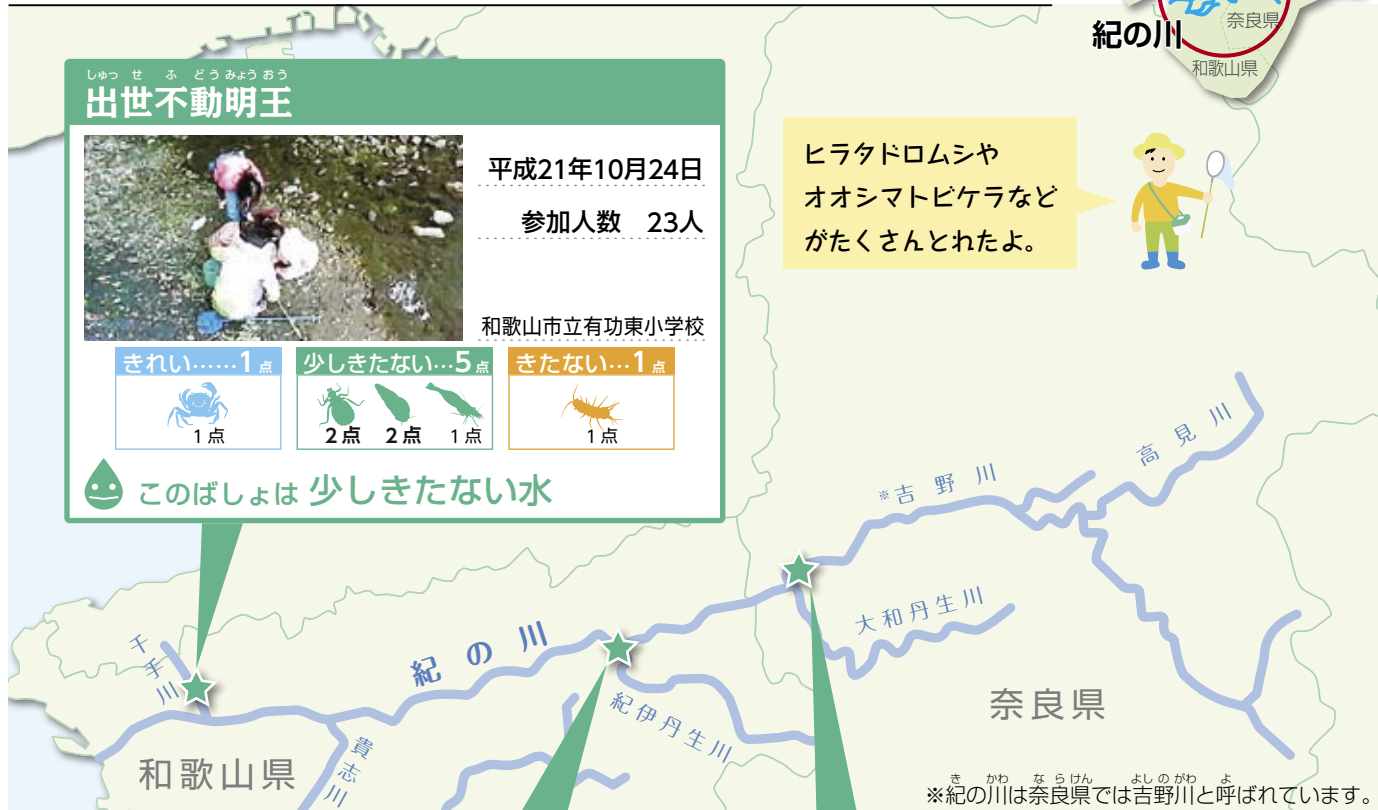 紀の川
奈良県
和歌山県
しゅっ せ ふ どうみょうおう
出世不動明王
平成21年10月24日
参加人数 23人
和歌山市立有功東小学校
きれい……1点
1点
少しきたない…5点
2点 2点 1点
きたない…1点
1点
このばしょは 少しきたない水
ヒラタドロムシや
オオシマトビケラなど
がたくさんとれたよ。
高見川
※吉野川
大和丹生川
千手川
紀の川
紀伊丹生川
貴志川
奈良県
和歌山県
き かわ な ら けん よし の がわ よ
※紀の川は奈良県では吉野川と呼ばれています。